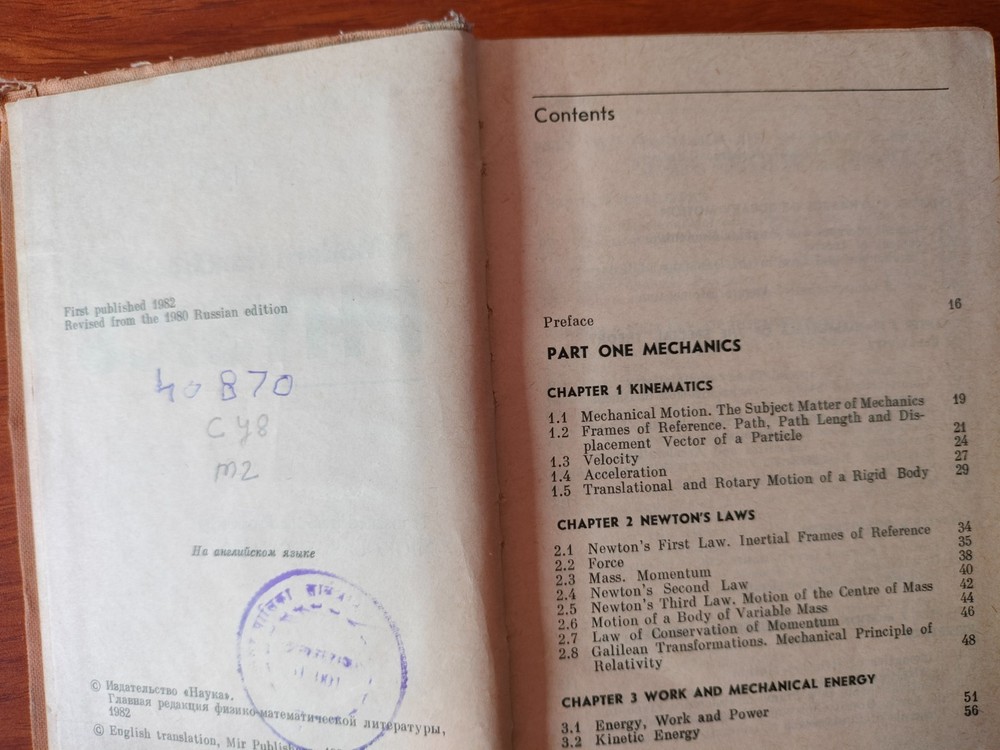 First published 1982
Revised from the 1980 Russian edition
40870
C48
m2
На английском языке
© Издательство «Наука».
Главная редакция физико-математической литературы,
1982
© English translation, Mir
Contents
Preface 16
PART ONE MECHANICS
CHAPTER 1 KINEMATICS
1.1 Mechanical Motion. The Subject Matter of Mechanics 19
1.2 Frames of Reference. Path, Path Length and Dis-
placement Vector of a Particle 21
1.3 Velocity 24
1.4 Acceleration 27
1.5 Translational and Rotary Motion of a Rigid Body 29
CHAPTER 2 NEWTON'S LAWS
2.1 Newton's First Law. Inertial Frames of Reference 34
2.2 Force 35
2.3 Mass. Momentum 38
2.4 Newton's Second Law 40
2.5 Newton's Third Law. Motion of the Centre of Mass 42
2.6 Motion of a Body of Variable Mass 44
2.7 Law of Conservation of Momentum 46
2.8 Galilean Transformations. Mechanical Principle of
Relativity 48
CHAPTER 3 WORK AND MECHANICAL ENERGY
3.1 Energy, Work and Power 51
3.2 Kinetic Energy 56